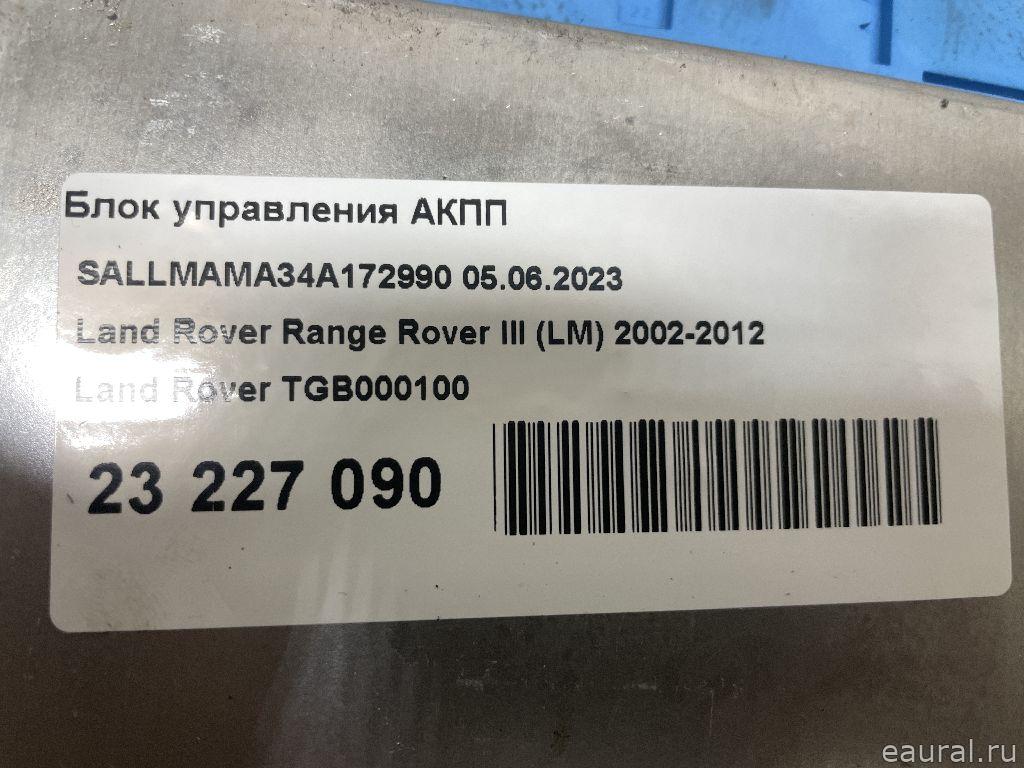 Блок управления АКПП
SALLMAMA34A172990 05.06.2023
Land Rover Range Rover III (LM) 2002-2012
Land Rover TGB000100
23 227 090
eaural.ru